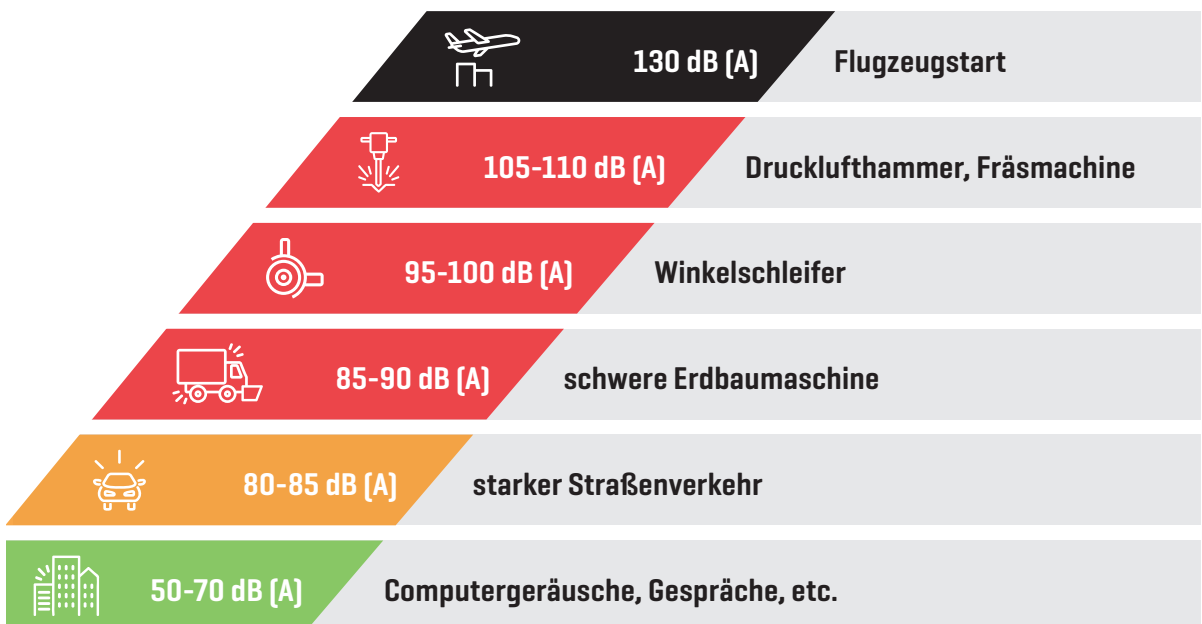 130 dB (A) Flugzeugstart
105-110 dB (A) Drucklufthammer, Fräsmachine
95-100 dB (A) Winkelschleifer
85-90 dB (A) schwere Erdbaumaschine
80-85 dB (A) starker Straßenverkehr
50-70 dB (A) Computergeräusche, Gespräche, etc.